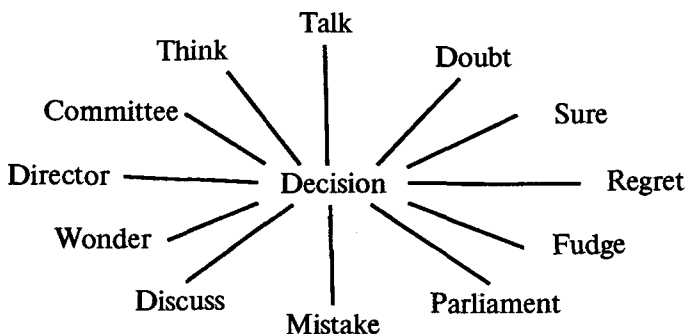 Talk
Think
Doubt
Committee
Sure
Director
Decision
Regret
Wonder
Fudge
Discuss
Parliament
Mistake